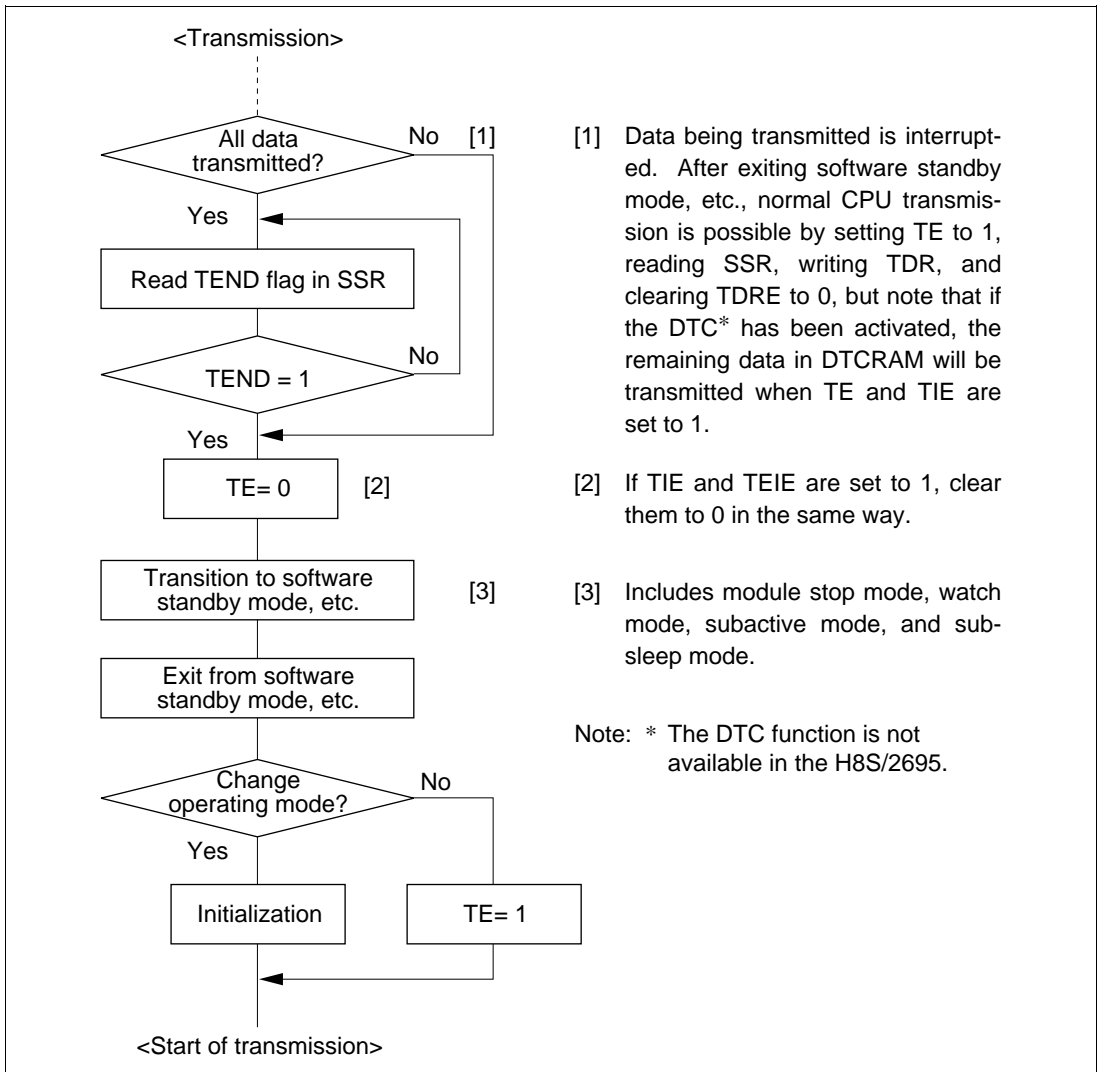 <Transmission>
All data
transmitted?
No [1]
Yes
Read TEND flag in SSR
TEND = 1
No
Yes
TE= 0
[2]
Transition to software
standby mode, etc.
[3]
Exit from software
standby mode, etc.
Change
operating mode?
No
Yes
Initialization
TE= 1
<Start of transmission>
[1] Data being transmitted is interrupt-
ed. After exiting software standby
mode, etc., normal CPU transmis-
sion is possible by setting TE to 1,
reading SSR, writing TDR, and
clearing TDRE to 0, but note that if
the DTC* has been activated, the
remaining data in DTCRAM will be
transmitted when TE and TIE are
set to 1.
[2] If TIE and TEIE are set to 1, clear
them to 0 in the same way.
[3] Includes module stop mode, watch
mode, subactive mode, and sub-
sleep mode.
Note: * The DTC function is not
available in the H8S/2695.